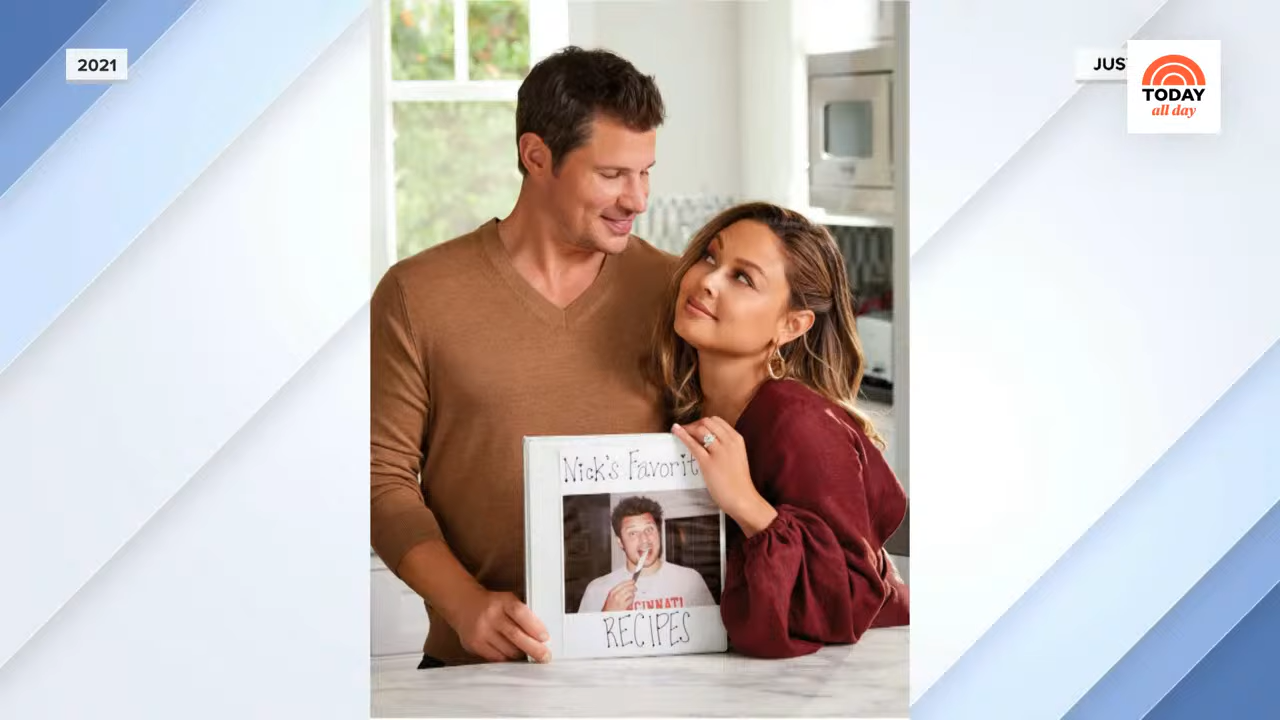 2021
JUS
TODAY
all day
Nick's Favorit
CINNATI
RECIPES